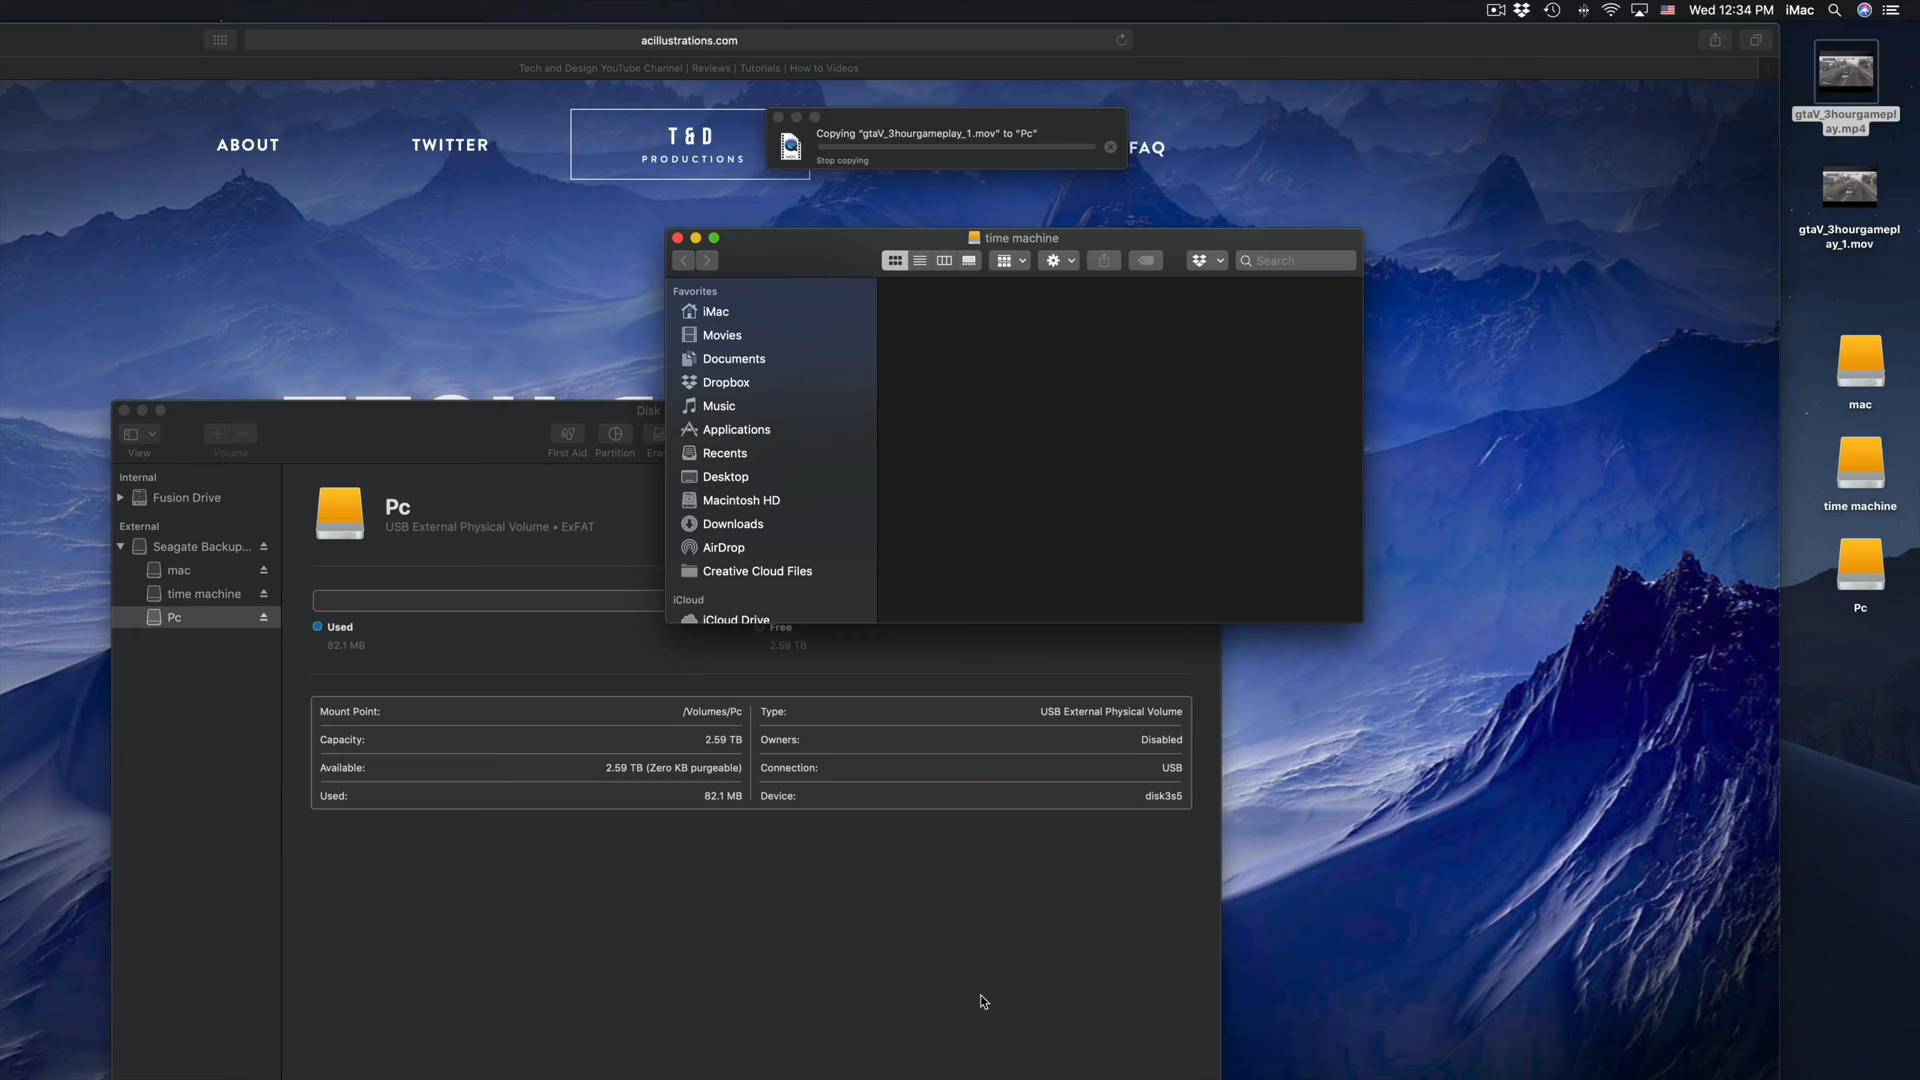 Wed 12:34 PM iMac
acillustrations.com
Tech and Design YouTube Channel | Reviews | Tutorials | How to Videos
ABOUT
TWITTER
T & D
PRODUCTIONS
FAQ
Copying “gtaV_3hourgameplay_1.mov” to “Pc”
Stop copying
MOV
time machine
Search
Favorites
iMac
Movies
Documents
Dropbox
Music
Applications
Recents
Desktop
Macintosh HD
Downloads
AirDrop
Creative Cloud Files
iCloud
iCloud Drive
Disk
View
Volume
First Aid
Partition
Internal
Fusion Drive
External
Seagate Backup...
mac
time machine
Pc
Pc
USB External Physical Volume • ExFAT
Used
82.1 MB
Free
2.59 TB
Mount Point: /Volumes/Pc
Capacity: 2.59 TB
Available: 2.59 TB (Zero KB purgeable)
Used: 82.1 MB
Type: USB External Physical Volume
Owners: Disabled
Connection: USB
Device: disk3s5
gtaV_3hourgamepl
ay.mp4
gtaV_3hourgamepl
ay_1.mov
mac
time machine
Pc